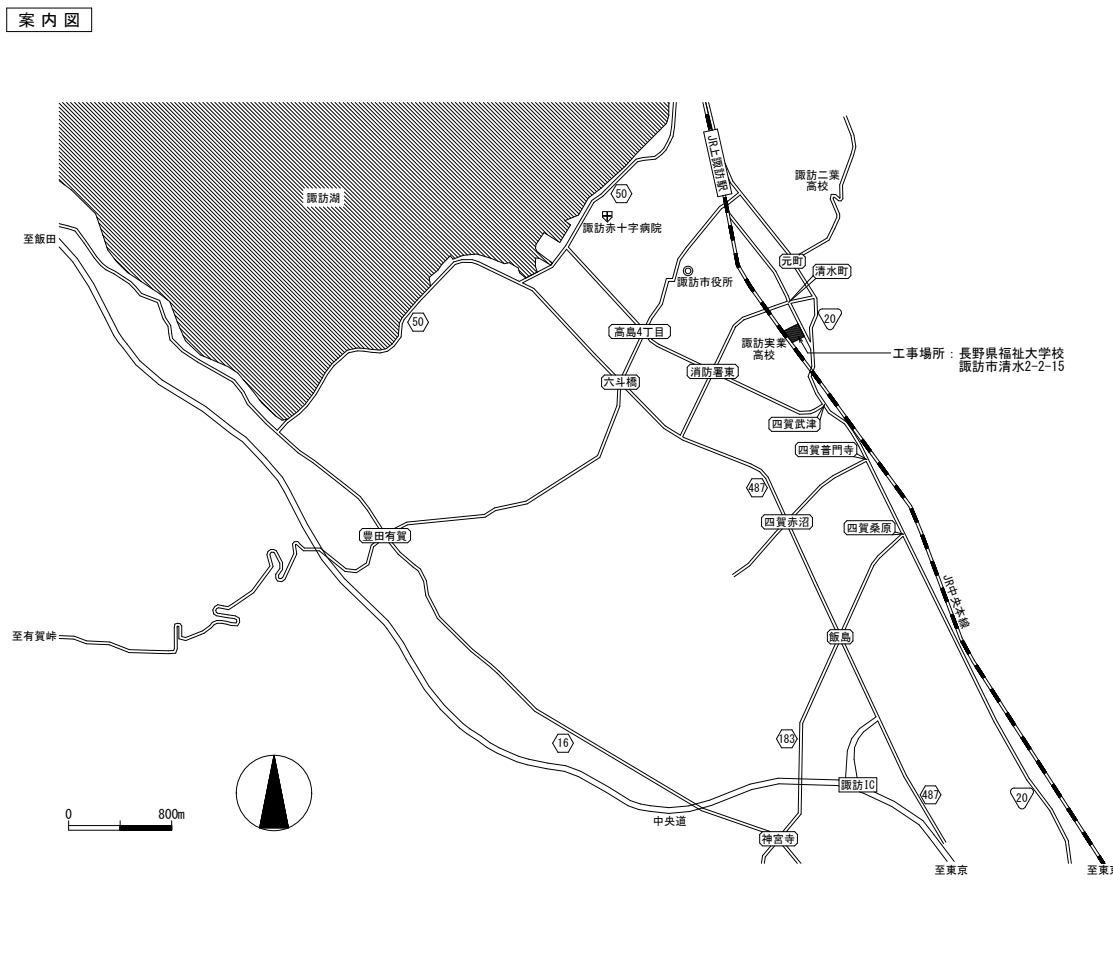 案内図
JR上諏訪駅
諏訪二葉
高校
50
諏訪湖
諏訪赤十字病院
至飯田
元町
清水町
諏訪市役所
50
20
高島4丁目
諏訪実業
高校
工事場所：長野県福祉大学校
諏訪市清水2-2-15
消防署東
六斗橋
四賀武津
四賀普門寺
487
四賀赤沼
四賀桑原
豊田有賀
JR中央本線
至有賀峠
飯島
16
183
諏訪IC
487
20
0
800m
中央道
神宮寺
至東京
至東京